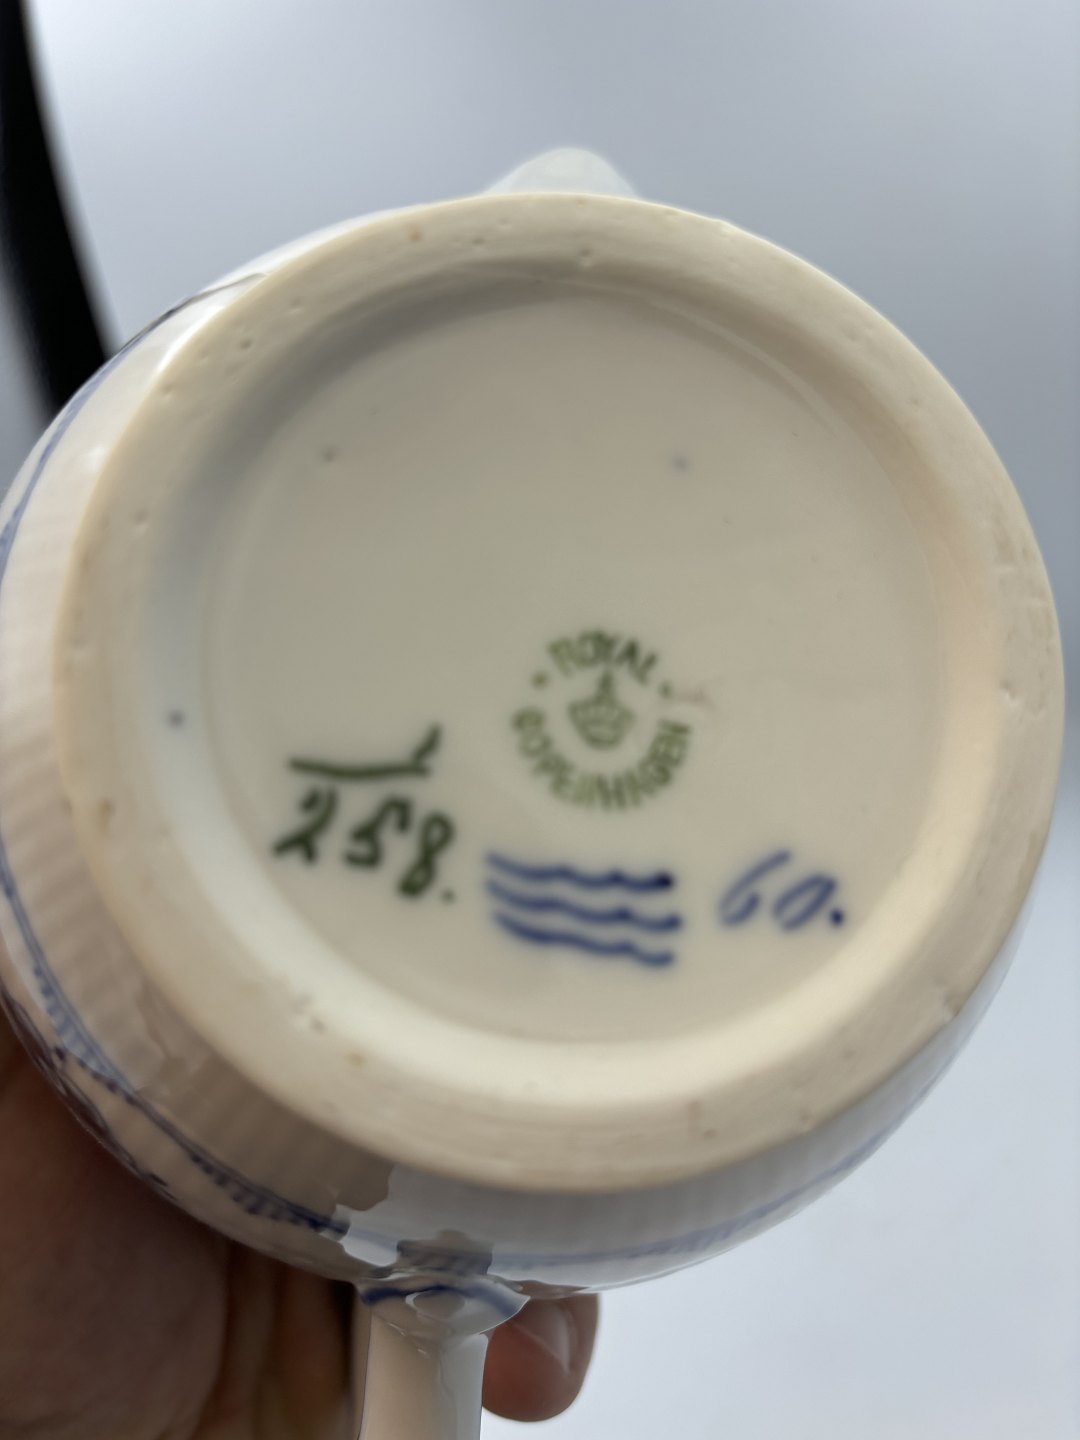 ROYAL
COPENHAGEN
1
258.
60.